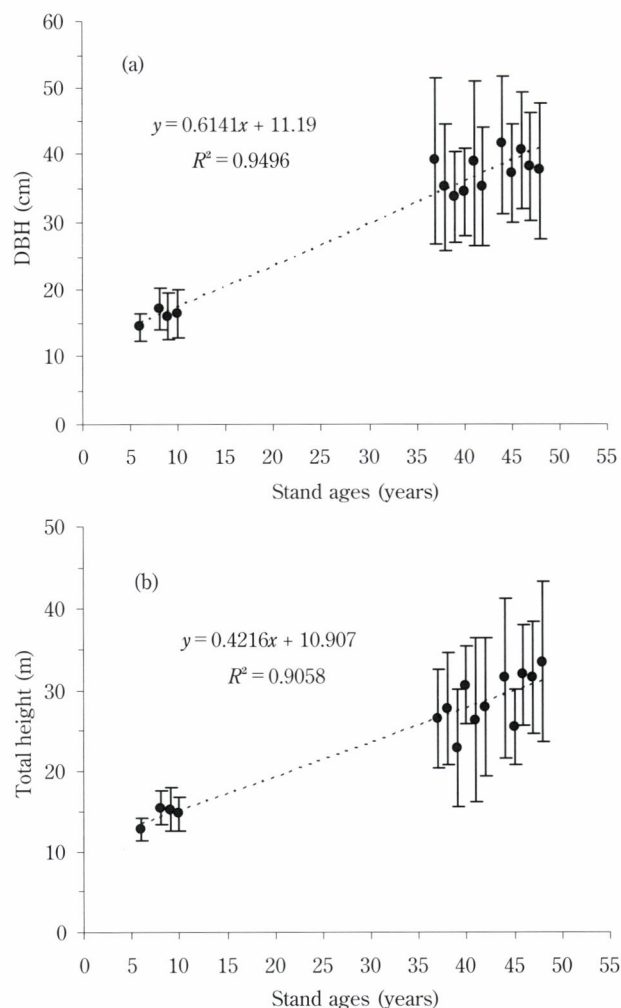 60
50
40
30
20
10
0
DBH (cm)
(a)
y = 0.6141x + 11.19
R² = 0.9496
0 5 10 15 20 25 30 35 40 45 50 55
Stand ages (years)
50
40
30
20
10
0
Total height (m)
(b)
y = 0.4216x + 10.907
R² = 0.9058
0 5 10 15 20 25 30 35 40 45 50 55
Stand ages (years)